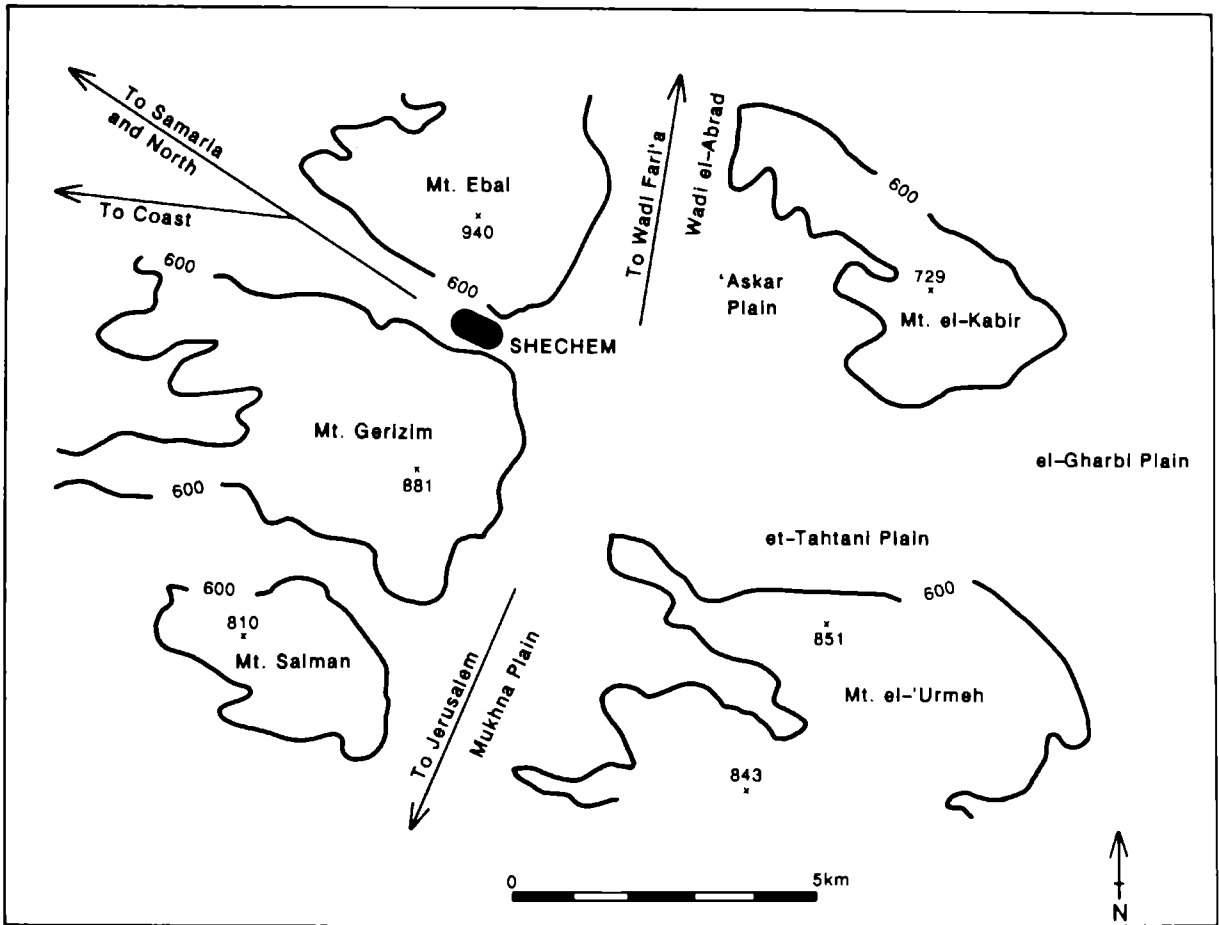 To Samaria
and North
To Coast
Mt. Ebal
940
600
600
To Wadi Fari'a
Wadi el-Abrad
600
'Askar
Plain
729
Mt. el-Kabir
SHECHEM
Mt. Gerizim
881
600
el-Gharbi Plain
et-Tahtani Plain
600
810
Mt. Salman
To Jerusalem
Mukhna Plain
600
851
Mt. el-'Urmeh
843
0 5km
N